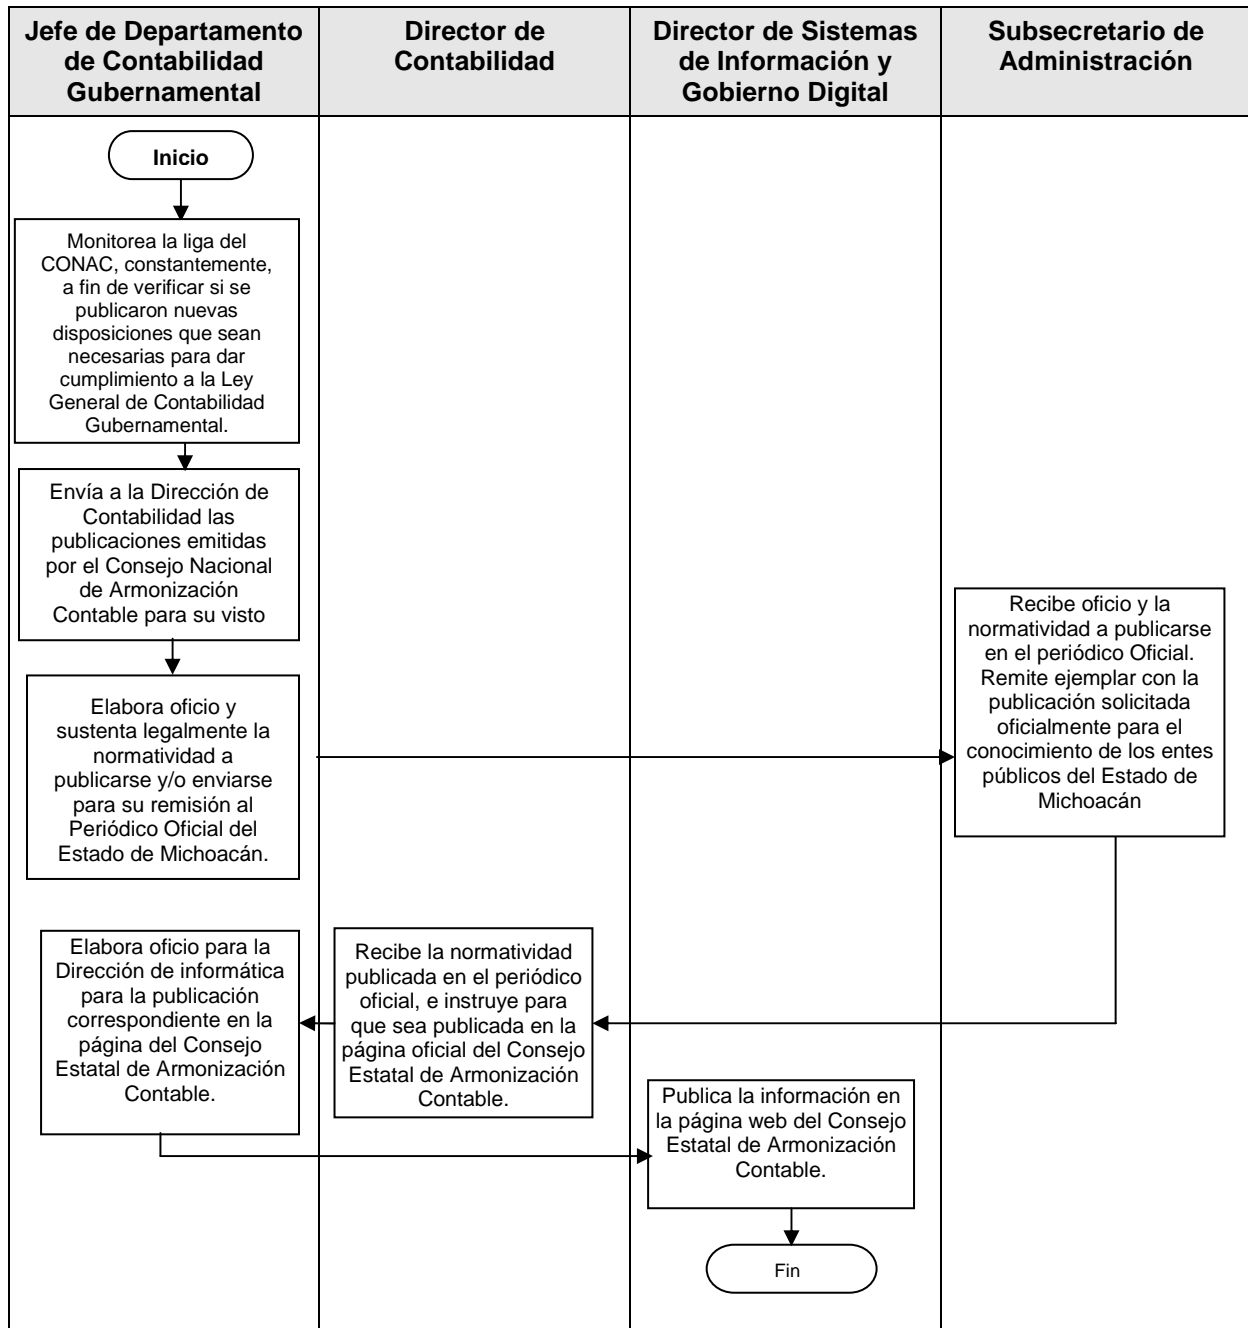 Jefe de Departamento
de Contabilidad
Gubernamental
Director de
Contabilidad
Director de Sistemas
de Información y
Gobierno Digital
Subsecretario de
Administración
Inicio
Monitorea la liga del
CONAC, constantemente,
a fin de verificar si se
publicaron nuevas
disposiciones que sean
necesarias para dar
cumplimiento a la Ley
General de Contabilidad
Gubernamental.
Envía a la Dirección de
Contabilidad las
publicaciones emitidas
por el Consejo Nacional
de Armonización
Contable para su visto
Elabora oficio y
sustenta legalmente la
normatividad a
publicarse y/o enviarse
para su remisión al
Periódico Oficial del
Estado de Michoacán.
Recibe oficio y la
normatividad a publicarse
en el periódico Oficial.
Remite ejemplar con la
publicación solicitada
oficialmente para el
conocimiento de los entes
públicos del Estado de
Michoacán
Recibe la normatividad
publicada en el periódico
oficial, e instruye para
que sea publicada en la
página oficial del Consejo
Estatal de Armonización
Contable.
Elabora oficio para la
Dirección de informática
para la publicación
correspondiente en la
página del Consejo
Estatal de Armonización
Contable.
Publica la información en
la página web del Consejo
Estatal de Armonización
Contable.
Fin